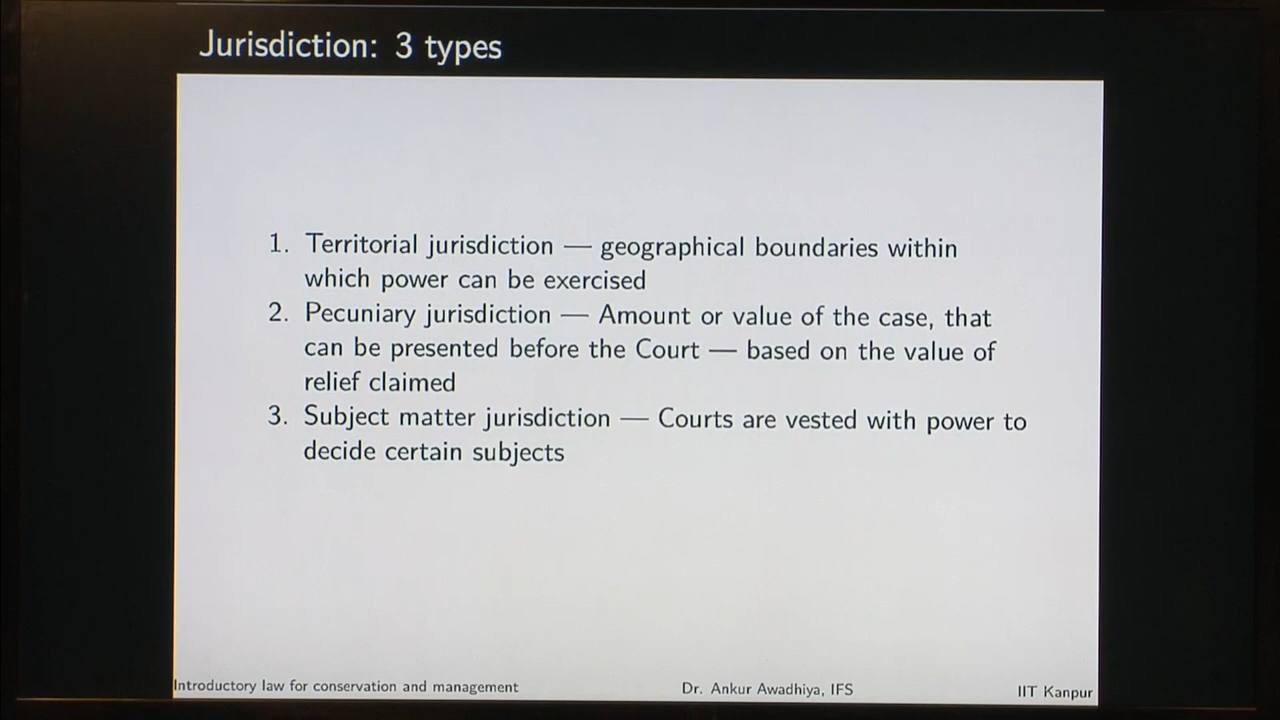 Jurisdiction: 3 types
1. Territorial jurisdiction — geographical boundaries within
which power can be exercised
2. Pecuniary jurisdiction — Amount or value of the case, that
can be presented before the Court — based on the value of
relief claimed
3. Subject matter jurisdiction — Courts are vested with power to
decide certain subjects
Introductory law for conservation and management Dr. Ankur Awadhiya, IFS IIT Kanpur